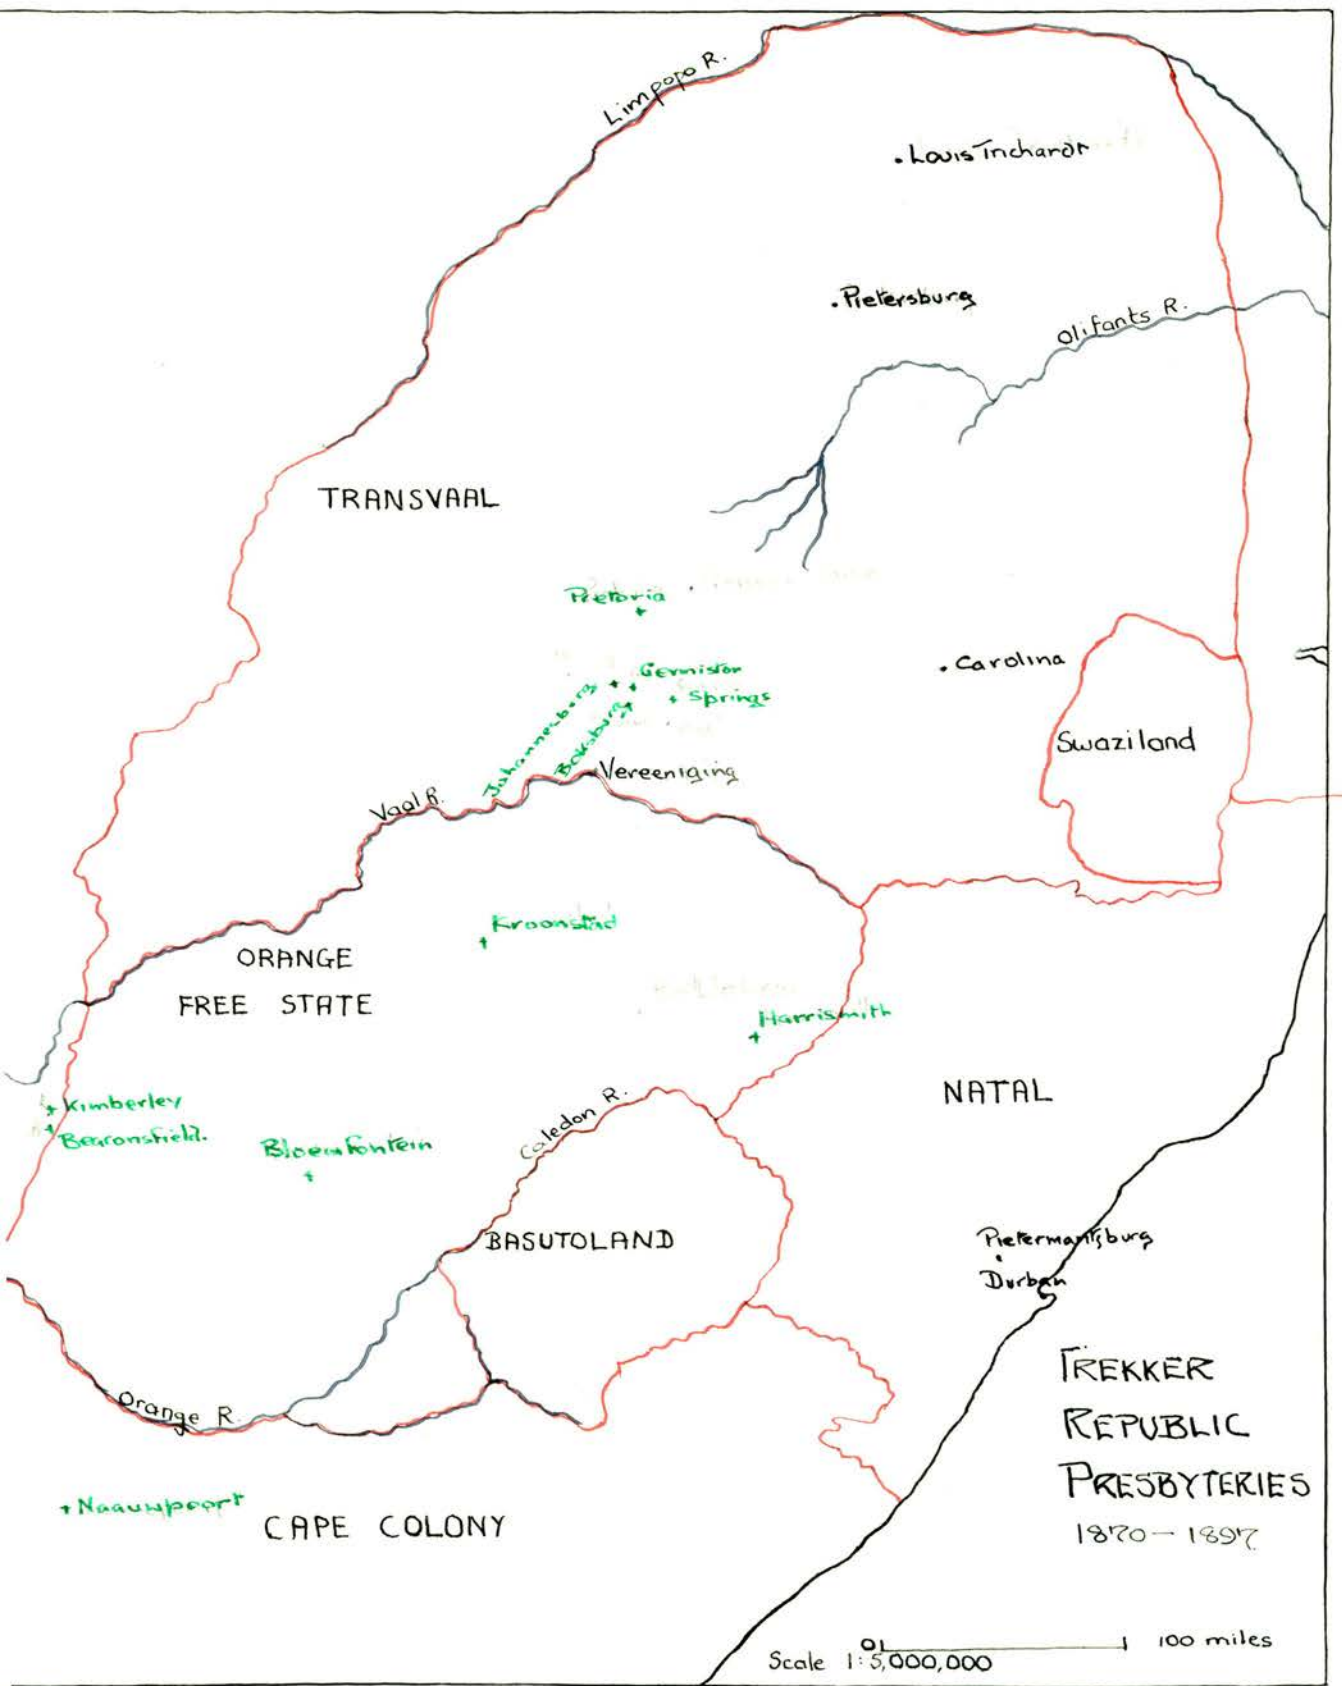 Limpopo R.
Louis Trichardt
Pietersburg
Olifants R.
TRANSVAAL
Pretoria
Germiston
Johannesburg
Springs
Boksburg
Carolina
Swaziland
Vereeniging
Vaal R.
Kroonstad
ORANGE
FREE STATE
Harrismith
Kimberley
Beaconsfield.
Bloemfontein
Caledon R.
NATAL
BASUTOLAND
Pietermaritzburg
Durban
Orange R.
TREKKER
REPUBLIC
PRESBYTERIES
1870-1897
Naauwpoort
CAPE COLONY
0 100 miles
Scale 1:5,000,000